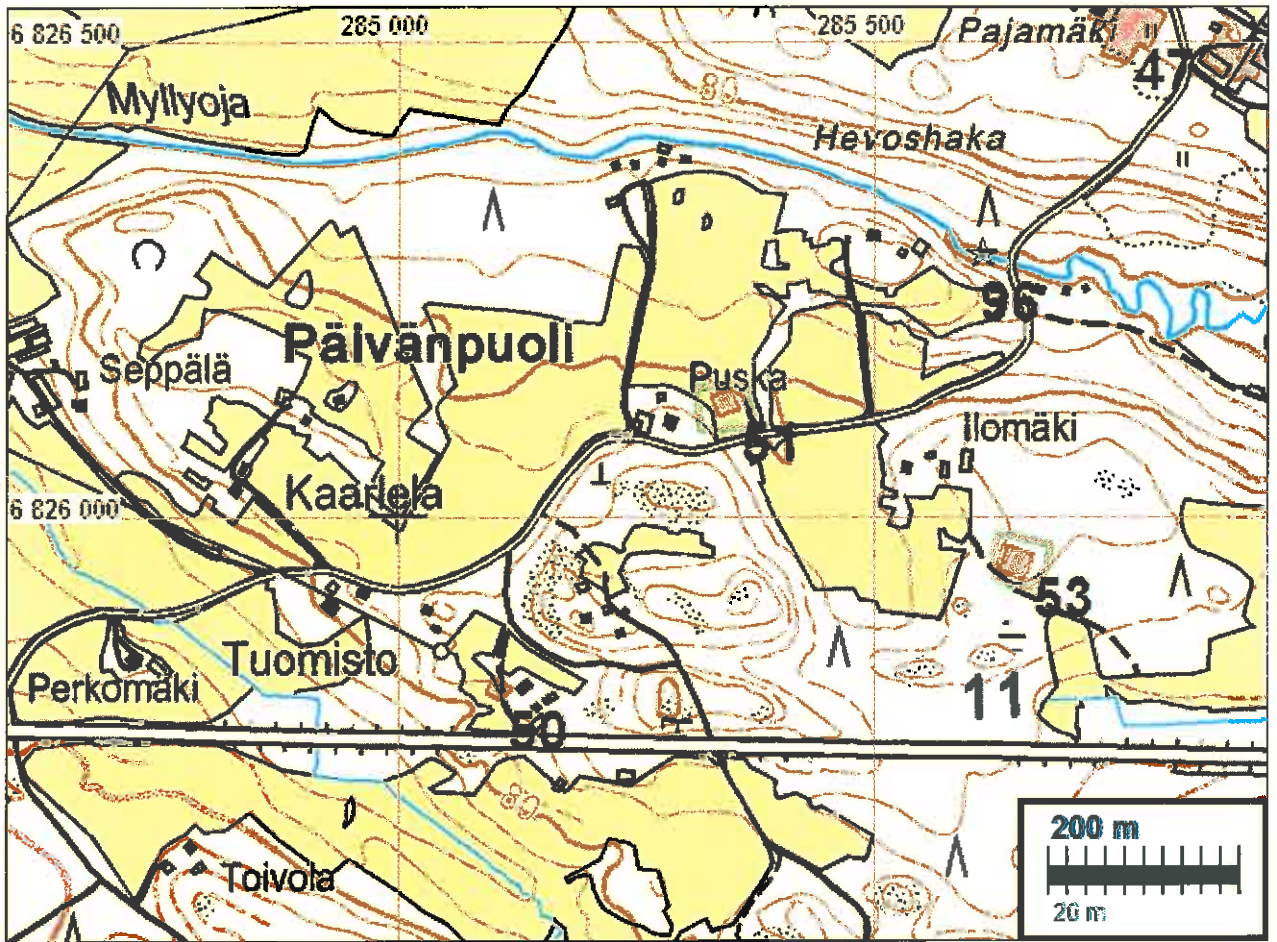 6 826 500
285 000
285 500
Pajamäki
47
80
Myllyoja
Hevoshaka
96
Päivänpuoli
Seppälä
Puska
51
Ilomäki
Kaarlela
6 826 000
53
Tuomisto
Perkomäki
11
50
80
Toivola
200 m
20 m